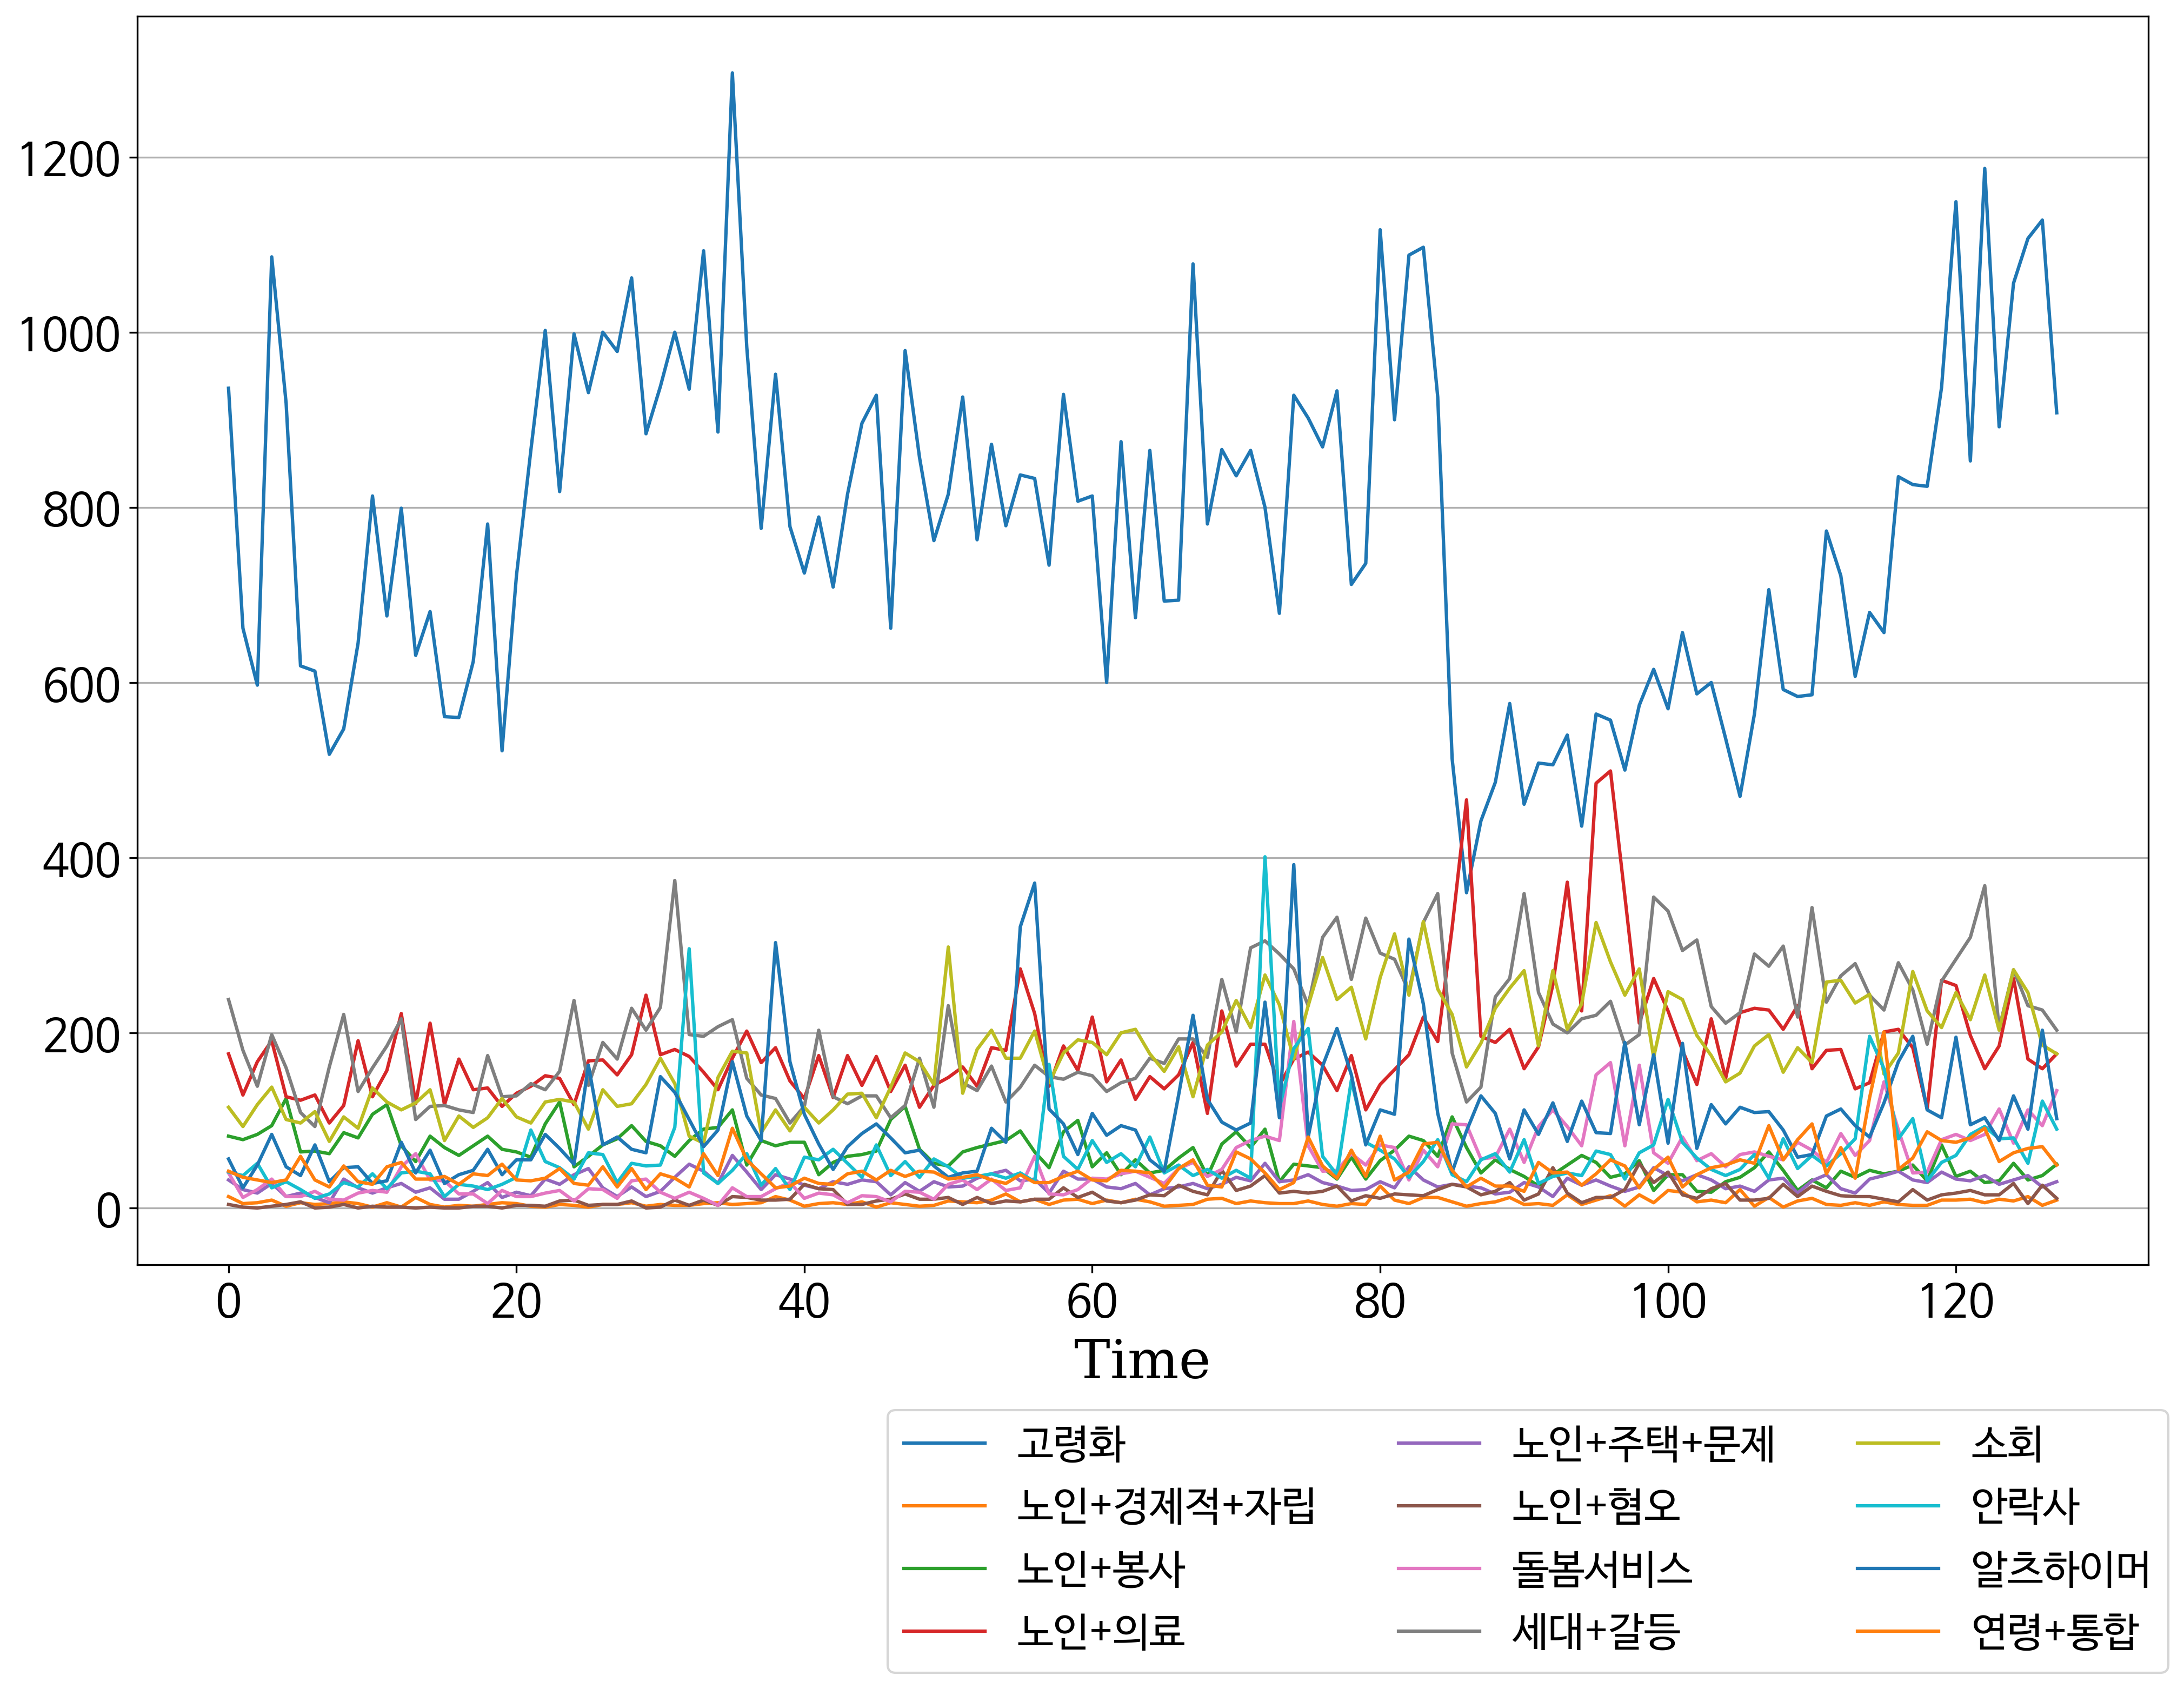 1200
1000
800
600
400
200
0
0 20 40 60 80 100 120
Time
고령화 노인+주택+문제 소회
노인+경제적+자립 노인+혐오 안락사
노인+봉사 돌봄서비스 알츠하이머
노인+의료 세대+갈등 연령+통합